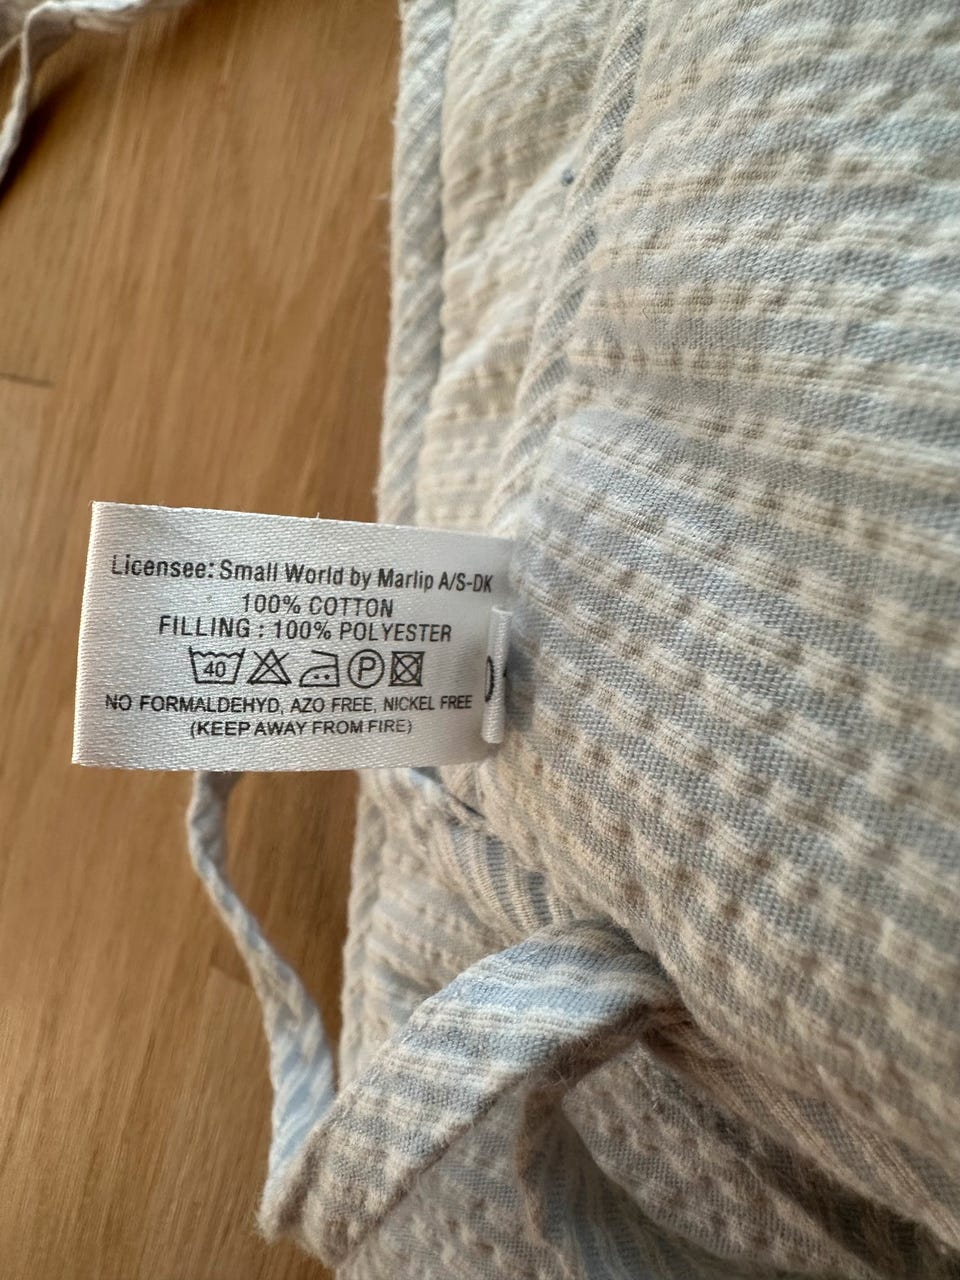 Licensee: Small World by Marlip A/S-DK
100% COTTON
FILLING : 100% POLYESTER
40 P
NO FORMALDEHYD, AZO FREE, NICKEL FREE
(KEEP AWAY FROM FIRE)